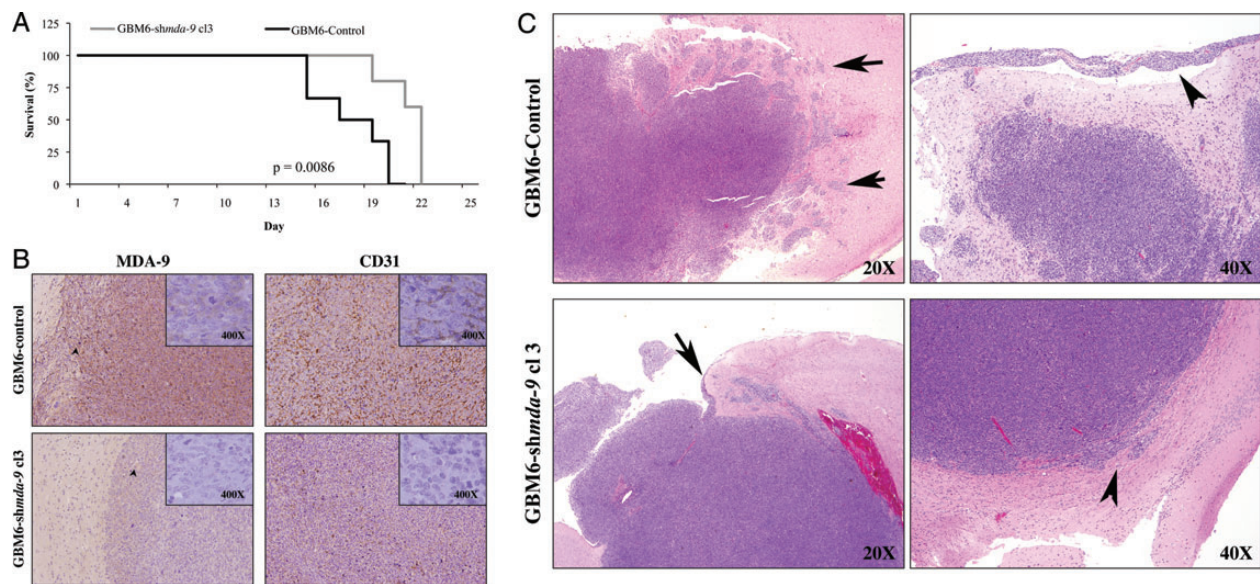 A
GBM6-shmda-9 cl3 GBM6-Control
Survival (%)
125
100
75
50
25
0
p = 0.0086
1 4 7 10 13 16 19 22 25
Day
B
MDA-9 CD31
GBM6-control
400X 400X
GBM6-shmda-9 cl3
400X 400X
C
GBM6-Control
20X 40X
GBM6-shmda-9 cl 3
20X 40X